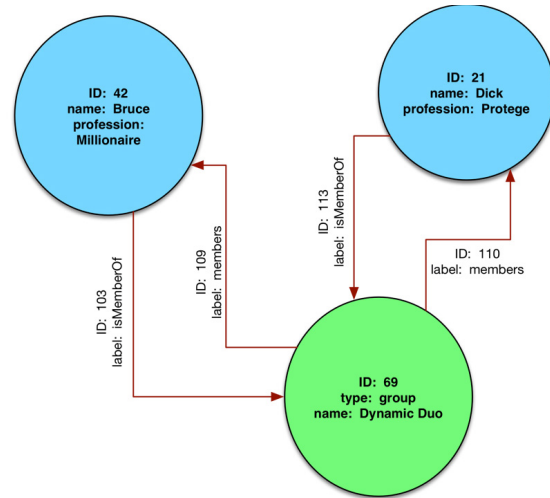 ID: 42
name: Bruce
profession:
Millionaire
ID: 21
name: Dick
profession: Protege
ID: 103
label: isMemberOf
ID: 109
label: members
ID: 113
label: isMemberOf
ID: 110
label: members
ID: 69
type: group
name: Dynamic Duo